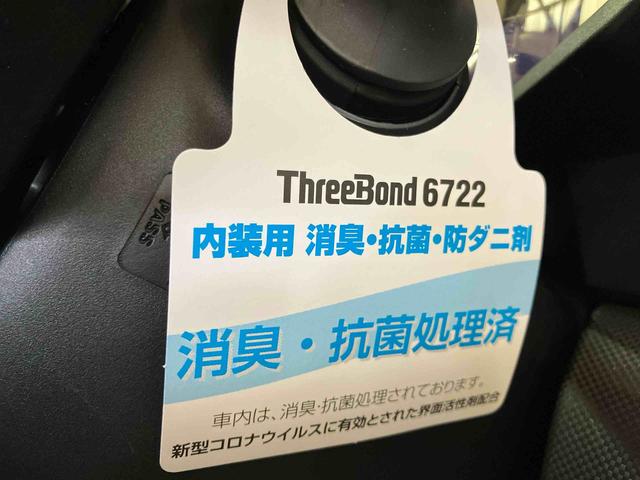 ThreeBond 6722
内装用 消臭・抗菌・防ダニ剤
消臭・抗菌処理済
車内は、消臭・抗菌処理されております。
新型コロナウイルスに有効とされた界面活性剤配合
PASS